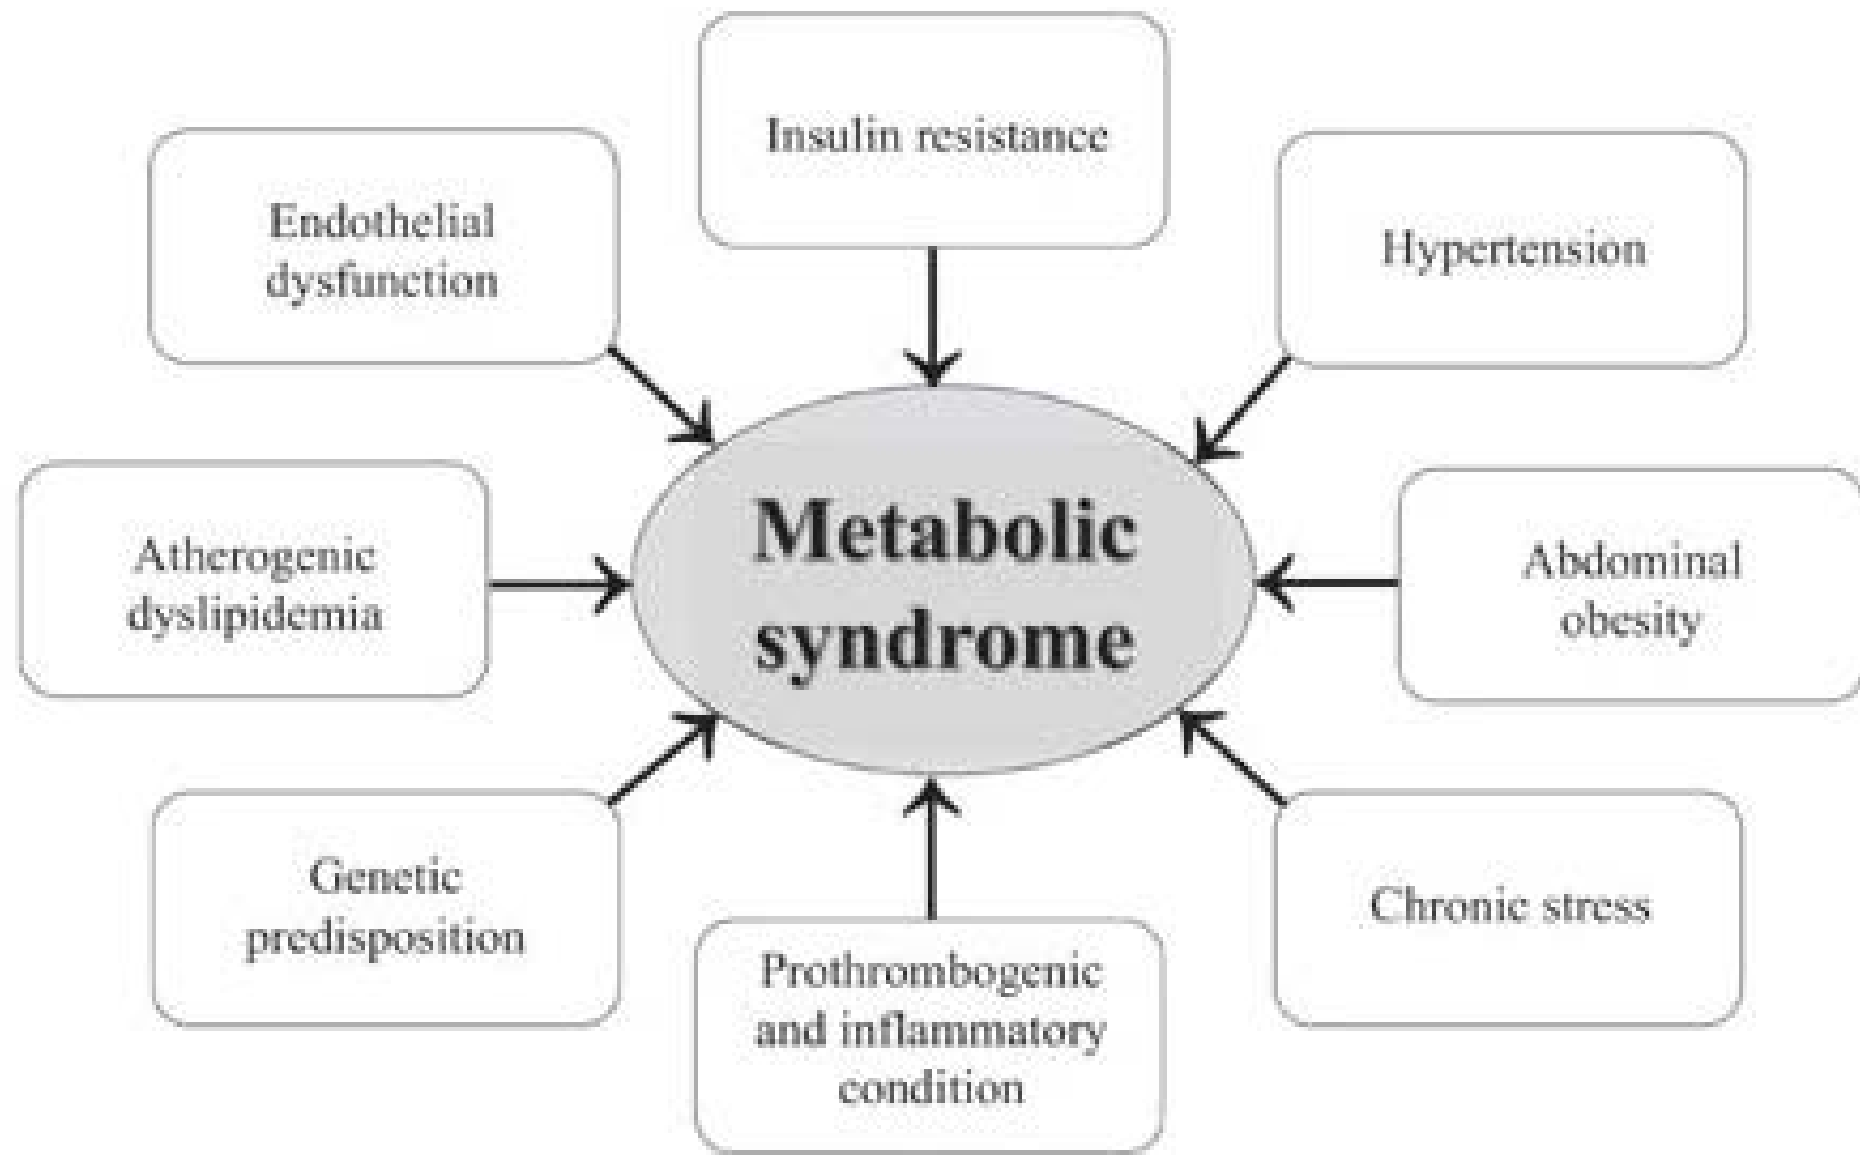 Insulin resistance
Endothelial
dysfunction
Hypertension
Metabolic
syndrome
Atherogenic
dyslipidemia
Abdominal
obesity
Genetic
predisposition
Chronic stress
Prothrombogenic
and inflammatory
condition